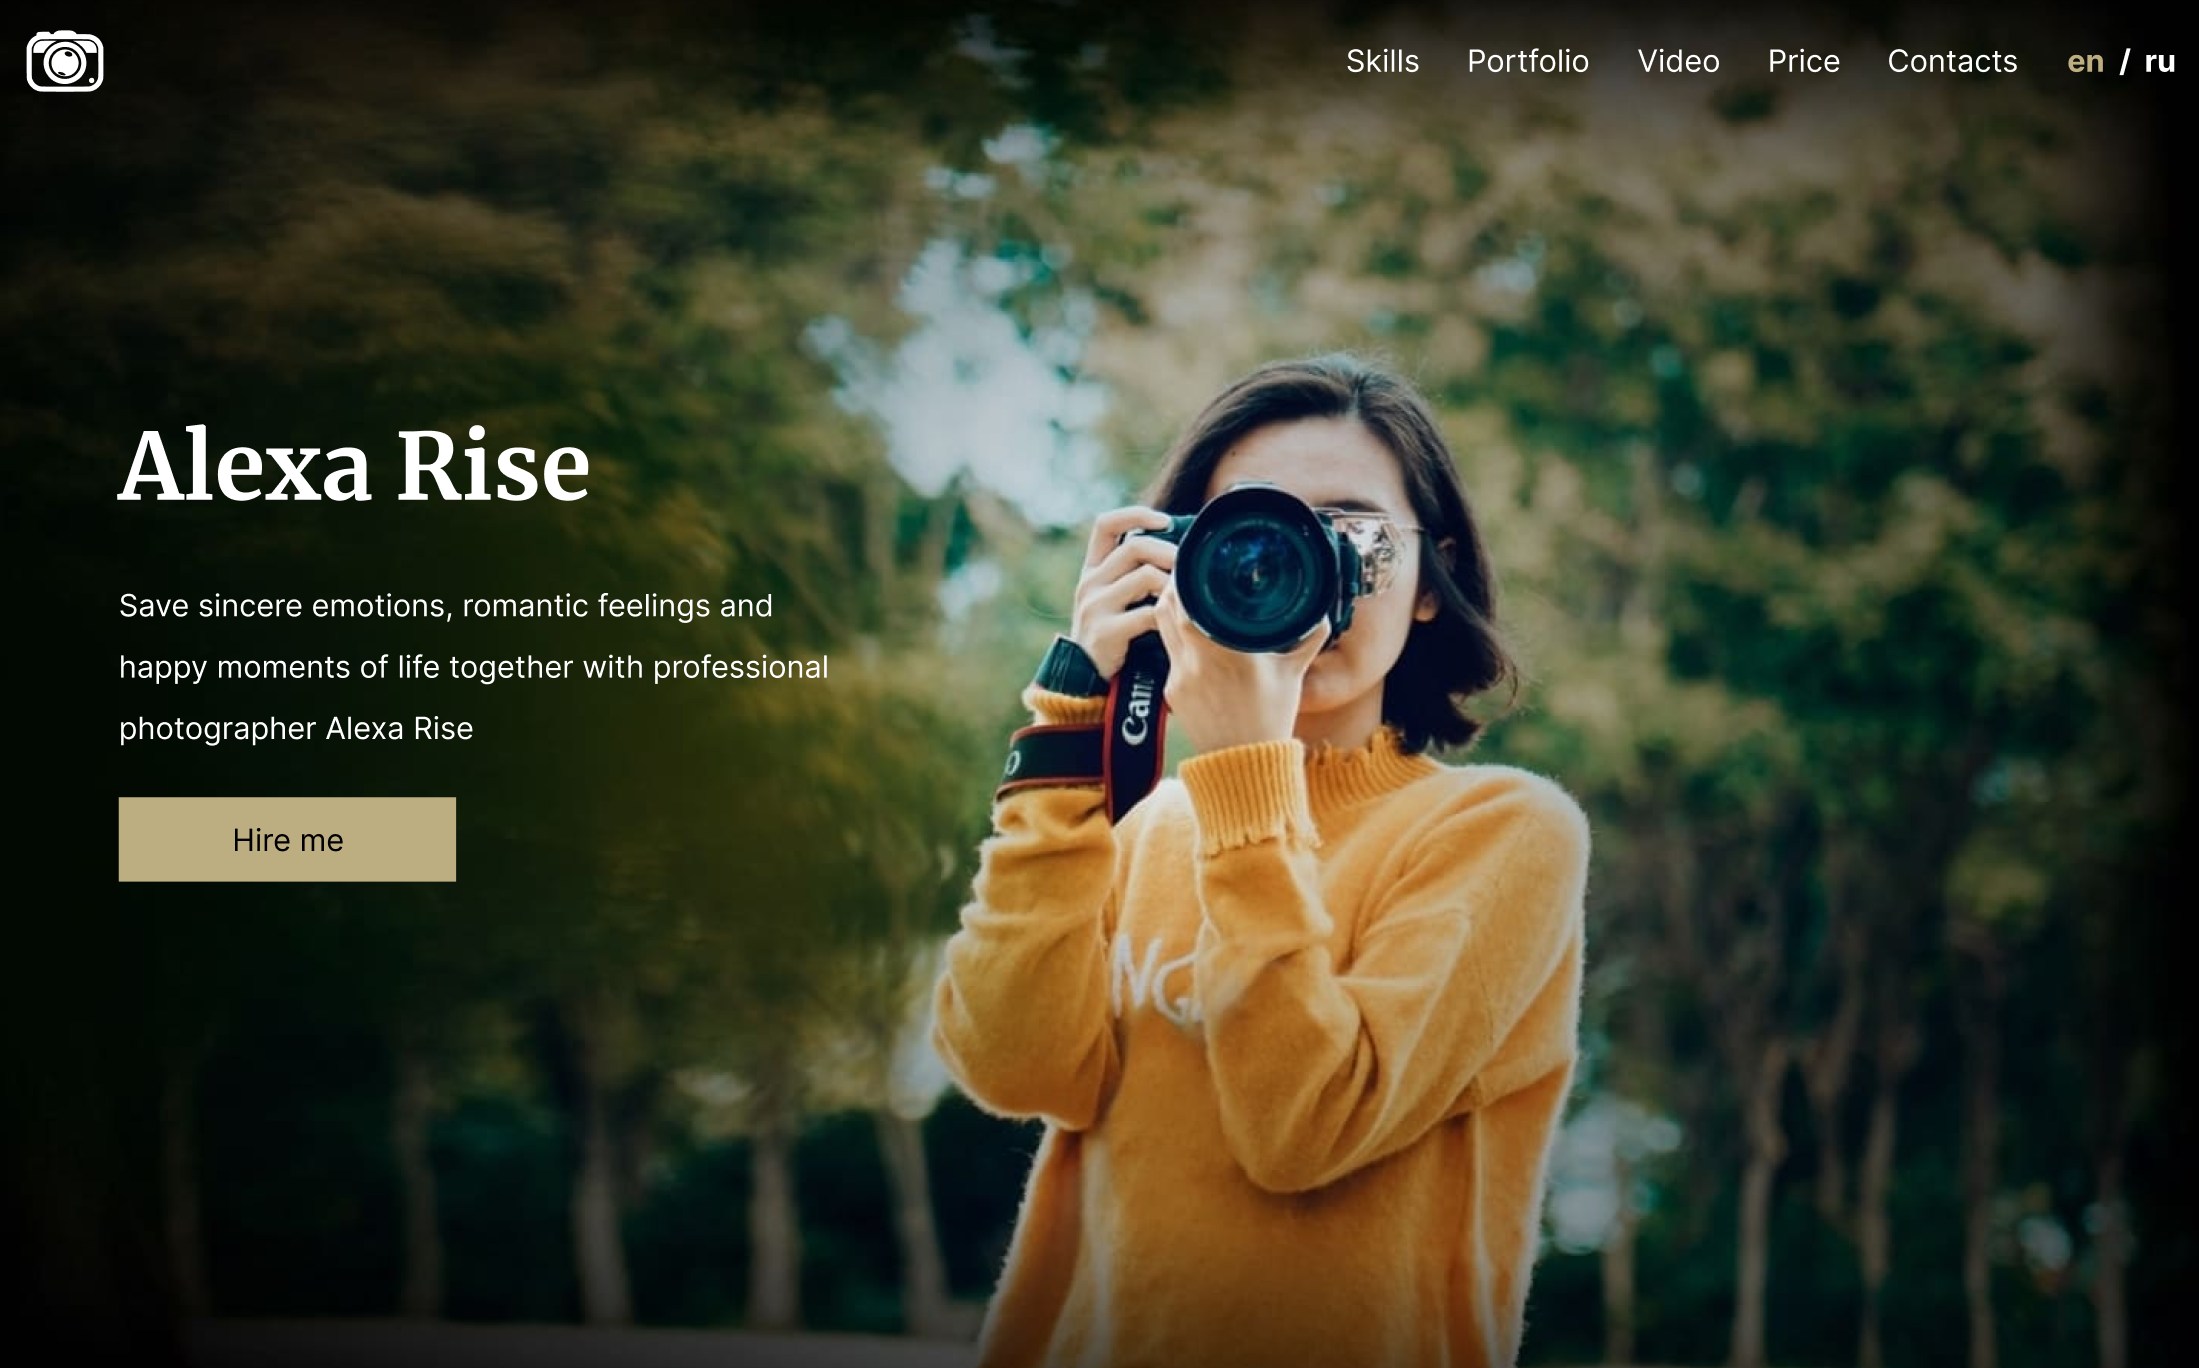 Skills Portfolio Video Price Contacts en / ru
Alexa Rise
Save sincere emotions, romantic feelings and
happy moments of life together with professional
photographer Alexa Rise
Hire me
Can
NG